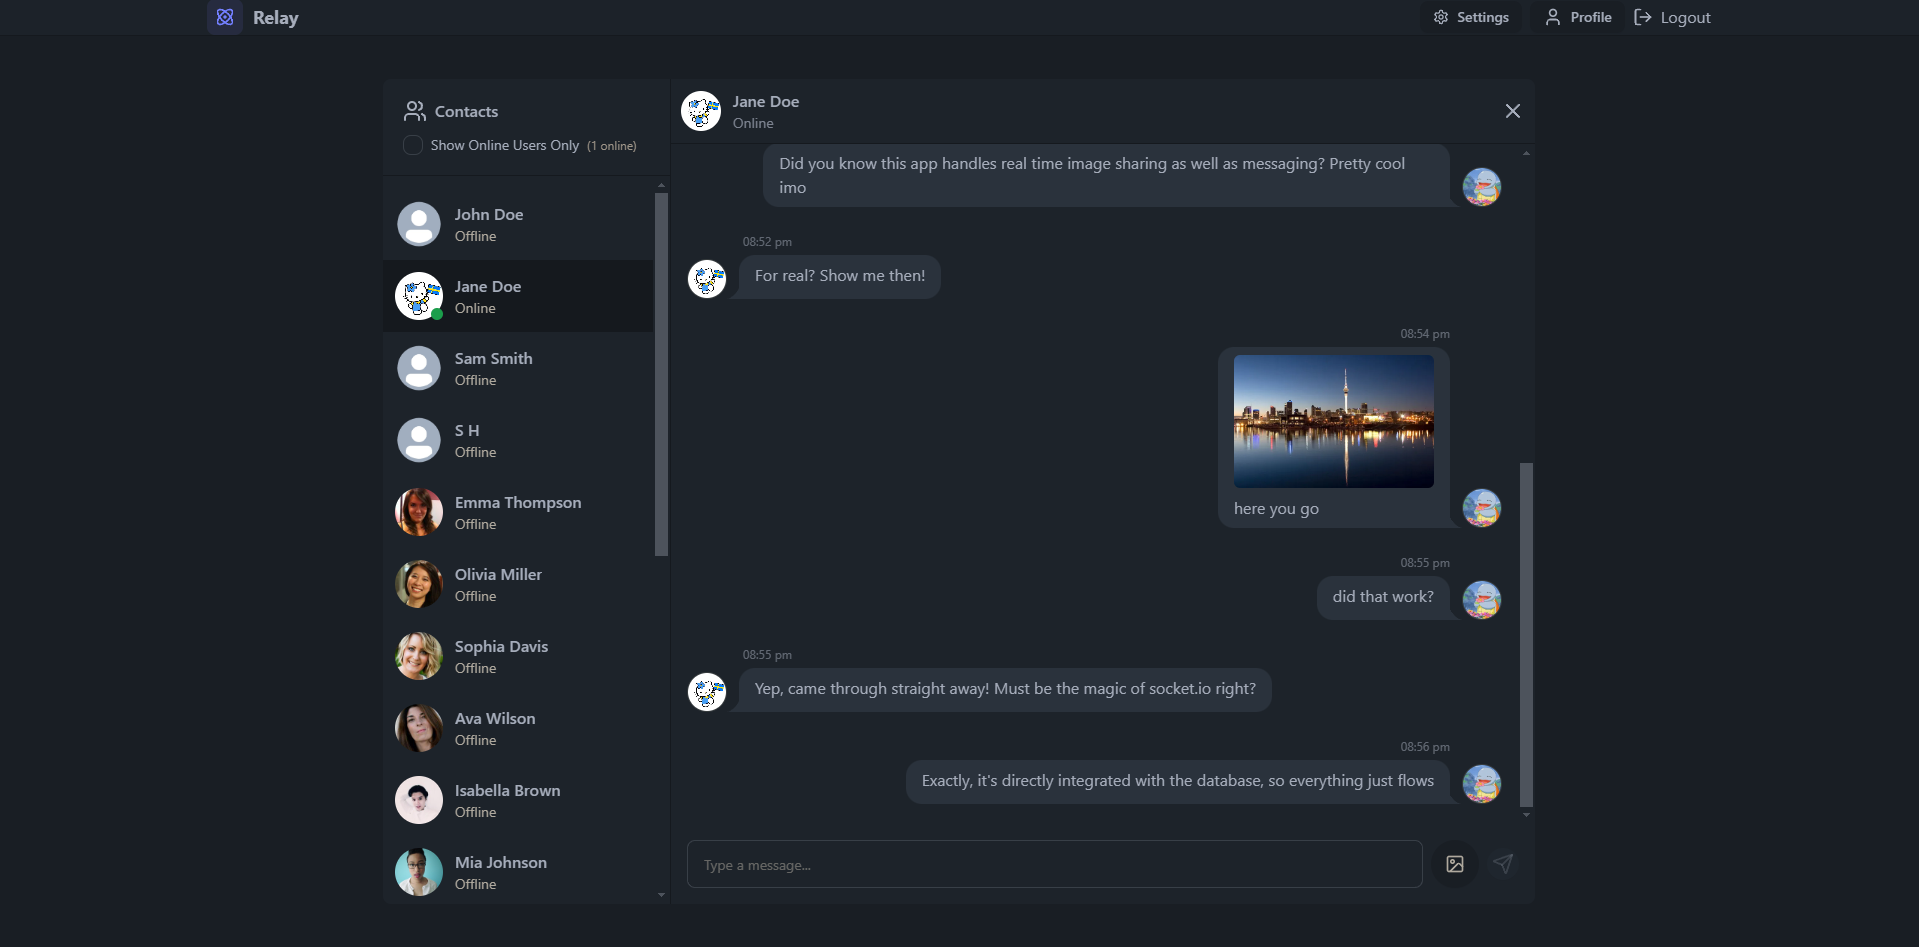 Relay
Settings
Profile
Logout
Contacts
Show Online Users Only (1 online)
John Doe
Offline
Jane Doe
Online
Sam Smith
Offline
S H
Offline
Emma Thompson
Offline
Olivia Miller
Offline
Sophia Davis
Offline
Ava Wilson
Offline
Isabella Brown
Offline
Mia Johnson
Offline
Jane Doe
Online
Did you know this app handles real time image sharing as well as messaging? Pretty cool
imo
08:52 pm
For real? Show me then!
08:54 pm
here you go
08:55 pm
did that work?
08:55 pm
Yep, came through straight away! Must be the magic of socket.io right?
08:56 pm
Exactly, it's directly integrated with the database, so everything just flows
Type a message...